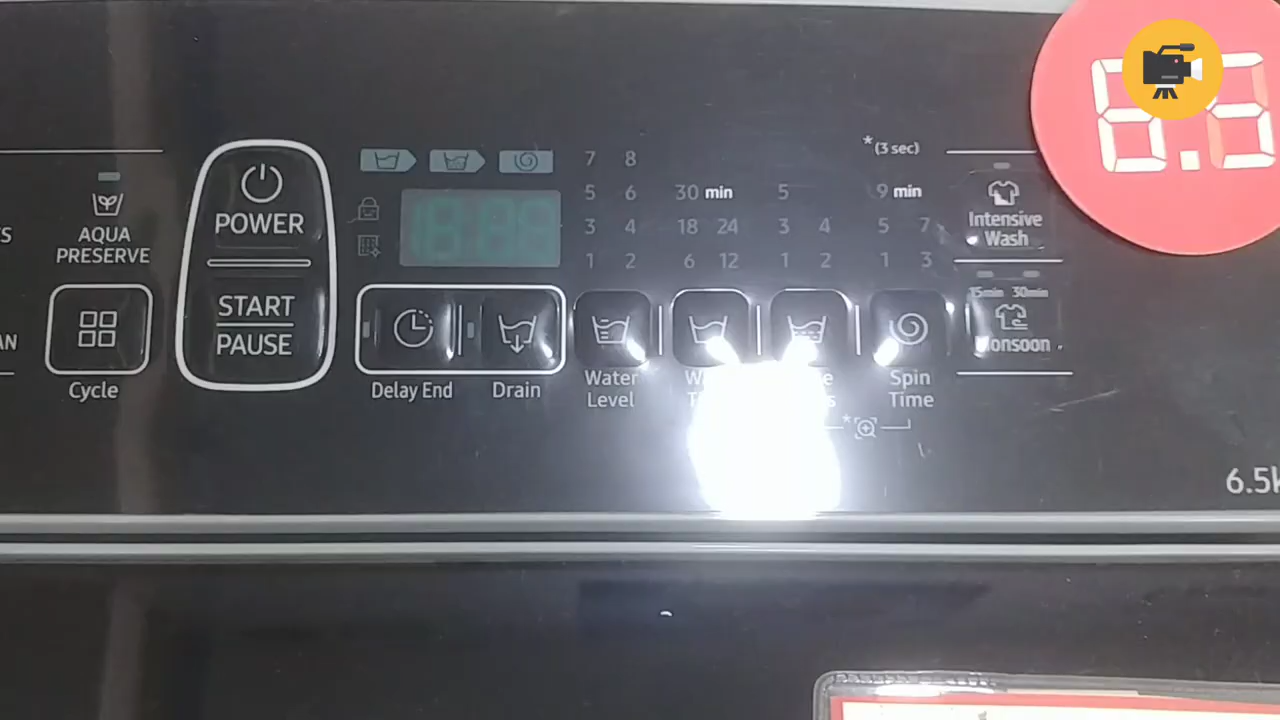 *(3 sec)
7 8
5 6 30 min 5 9 min
3 4 18 24 3 4 5 7
1 2 6 12 1 2 1 3
AQUA
PRESERVE
POWER
START
PAUSE
18:88
Intensive
Wash
15min 30min
Monsoon
Cycle
Delay End
Drain
Water
Level
Spin
Time
*